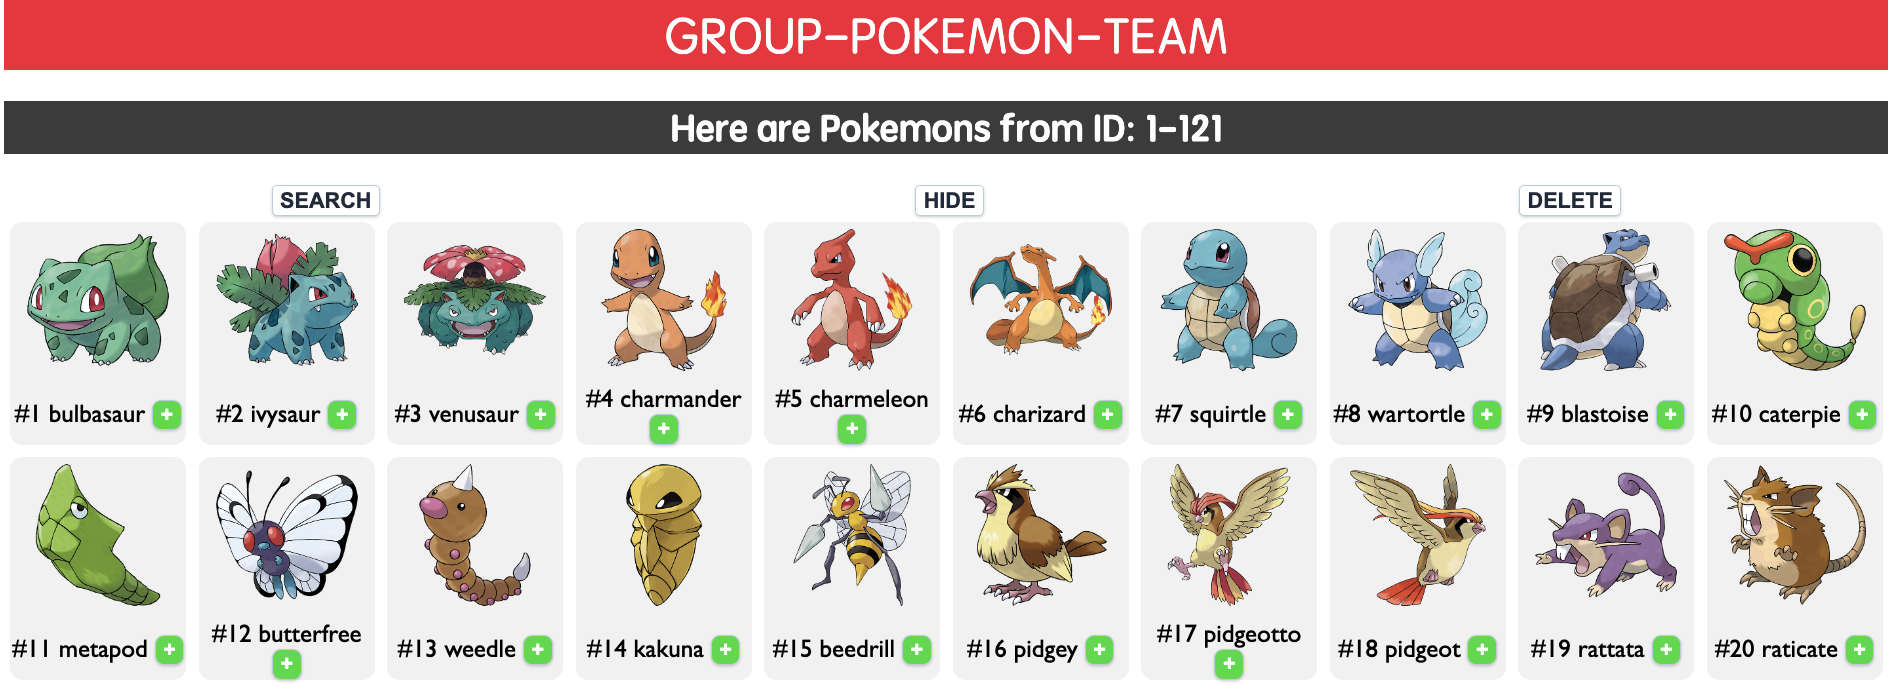 GROUP-POKEMON-TEAM
Here are Pokemons from ID: 1-121
SEARCH
HIDE
DELETE
#1 bulbasaur +
#2 ivysaur +
#3 venusaur +
#4 charmander
+
#5 charmeleon
+
#6 charizard +
#7 squirtle +
#8 wartortle +
#9 blastoise +
#10 caterpie +
#11 metapod +
#12 butterfree
+
#13 weedle +
#14 kakuna +
#15 beedrill +
#16 pidgey +
#17 pidgeotto
+
#18 pidgeot +
#19 rattata +
#20 raticate +